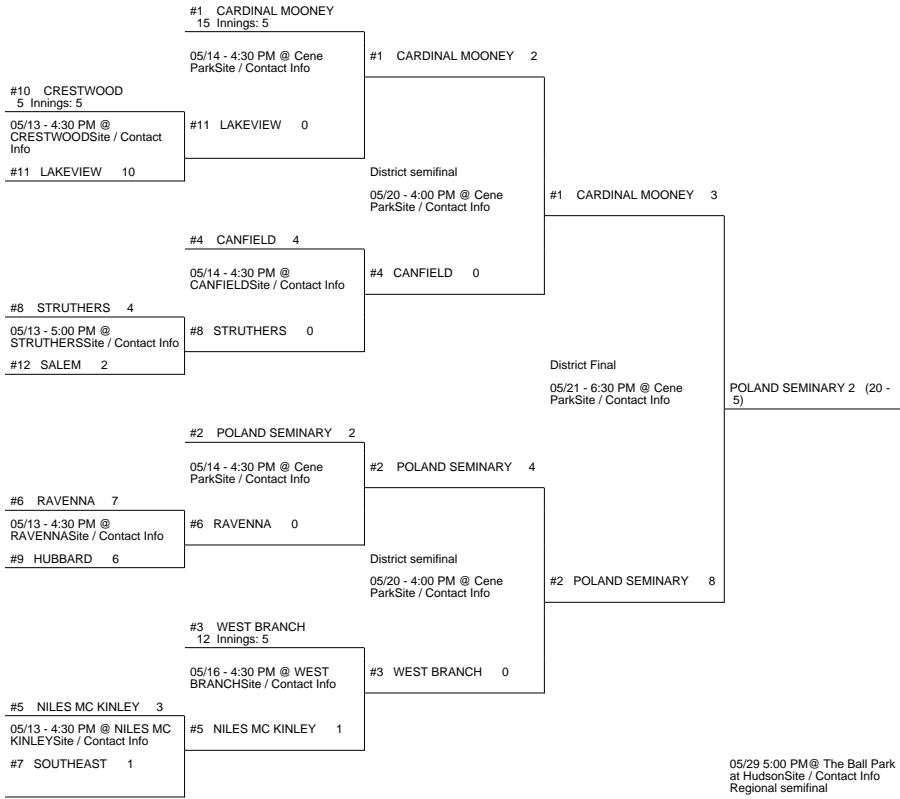 #1 CARDINAL MOONEY
15 Innings: 5
05/14 - 4:30 PM @ Cene
ParkSite / Contact Info
#1 CARDINAL MOONEY 2
#10 CRESTWOOD
5 Innings: 5
05/13 - 4:30 PM @
CRESTWOODSite / Contact
Info
#11 LAKEVIEW 0
#11 LAKEVIEW 10
District semifinal
05/20 - 4:00 PM @ Cene
ParkSite / Contact Info
#1 CARDINAL MOONEY 3
#4 CANFIELD 4
05/14 - 4:30 PM @
CANFIELDSite / Contact Info
#4 CANFIELD 0
#8 STRUTHERS 4
05/13 - 5:00 PM @
STRUTHERSSite / Contact Info
#8 STRUTHERS 0
#12 SALEM 2
District Final
05/21 - 6:30 PM @ Cene
ParkSite / Contact Info
POLAND SEMINARY 2 (20 -
5)
#2 POLAND SEMINARY 2
05/14 - 4:30 PM @ Cene
ParkSite / Contact Info
#2 POLAND SEMINARY 4
#6 RAVENNA 7
05/13 - 4:30 PM @
RAVENNASite / Contact Info
#6 RAVENNA 0
#9 HUBBARD 6
District semifinal
05/20 - 4:00 PM @ Cene
ParkSite / Contact Info
#2 POLAND SEMINARY 8
#3 WEST BRANCH
12 Innings: 5
05/16 - 4:30 PM @ WEST
BRANCHSite / Contact Info
#3 WEST BRANCH 0
#5 NILES MC KINLEY 3
05/13 - 4:30 PM @ NILES MC
KINLEYSite / Contact Info
#5 NILES MC KINLEY 1
#7 SOUTHEAST 1
05/29 5:00 PM@ The Ball Park
at HudsonSite / Contact Info
Regional semifinal